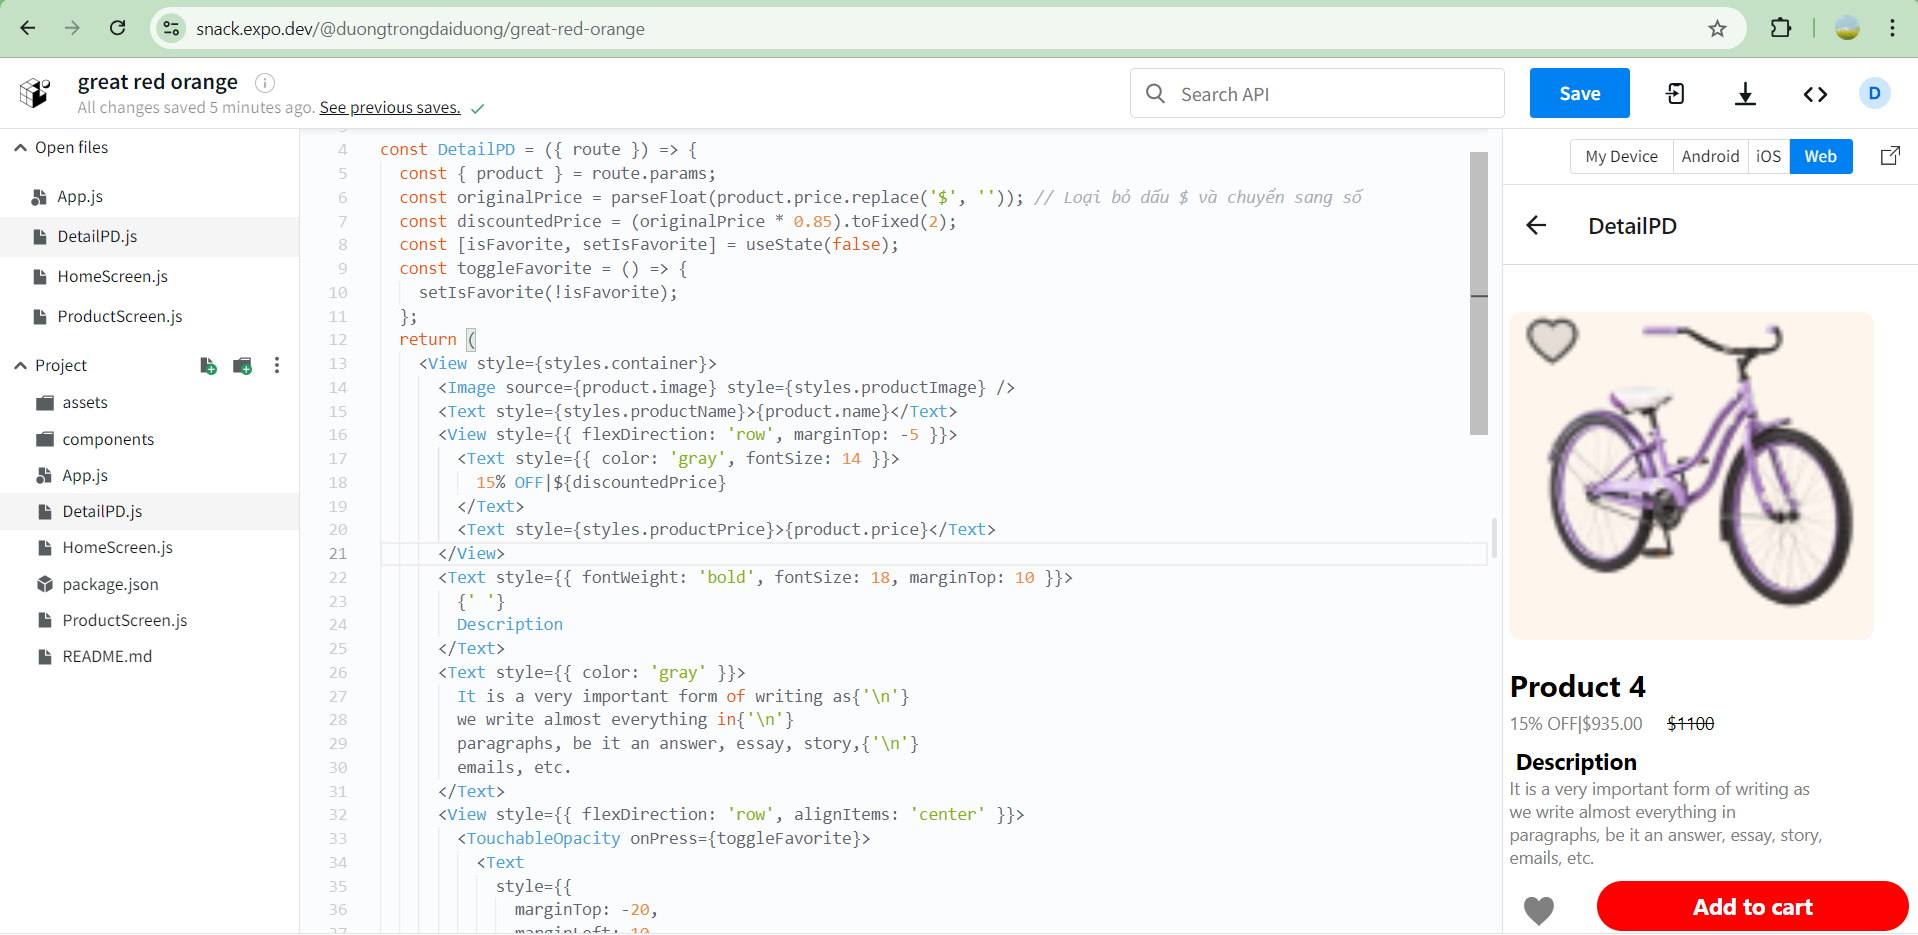 snack.expo.dev/@duongtrongdaiduong/great-red-orange
great red orange
All changes saved 5 minutes ago. See previous saves.
Search API
Save
D
Open files
App.js
DetailPD.js
HomeScreen.js
ProductScreen.js
Project
assets
components
App.js
DetailPD.js
HomeScreen.js
package.json
ProductScreen.js
README.md
4 const DetailPD = ({ route }) => {
5 const { product } = route.params;
6 const originalPrice = parseFloat(product.price.replace('$', '')); // Loại bỏ dấu $ và chuyển sang số
7 const discountedPrice = (originalPrice * 0.85).toFixed(2);
8 const [isFavorite, setIsFavorite] = useState(false);
9 const toggleFavorite = () => {
10 setIsFavorite(!isFavorite);
11 };
12 return (
13 <View style={styles.container}>
14 <Image source={product.image} style={styles.productImage} />
15 <Text style={styles.productName}>{product.name}</Text>
16 <View style={{ flexDirection: 'row', marginTop: -5 }}>
17 <Text style={{ color: 'gray', fontSize: 14 }}>
18 15% OFF|${discountedPrice}
19 </Text>
20 <Text style={styles.productPrice}>{product.price}</Text>
21 </View>
22 <Text style={{ fontWeight: 'bold', fontSize: 18, marginTop: 10 }}>
23 {' '}
24 Description
25 </Text>
26 <Text style={{ color: 'gray' }}>
27 It is a very important form of writing as{'\n'}
28 we write almost everything in{'\n'}
29 paragraphs, be it an answer, essay, story,{'\n'}
30 emails, etc.
31 </Text>
32 <View style={{ flexDirection: 'row', alignItems: 'center' }}>
33 <TouchableOpacity onPress={toggleFavorite}>
34 <Text
35 style={{
36 marginTop: -20,
37 marginLeft: 10
My Device
Android
iOS
Web
DetailPD
Product 4
15% OFF|$935.00 $1100
Description
It is a very important form of writing as
we write almost everything in
paragraphs, be it an answer, essay, story,
emails, etc.
Add to cart